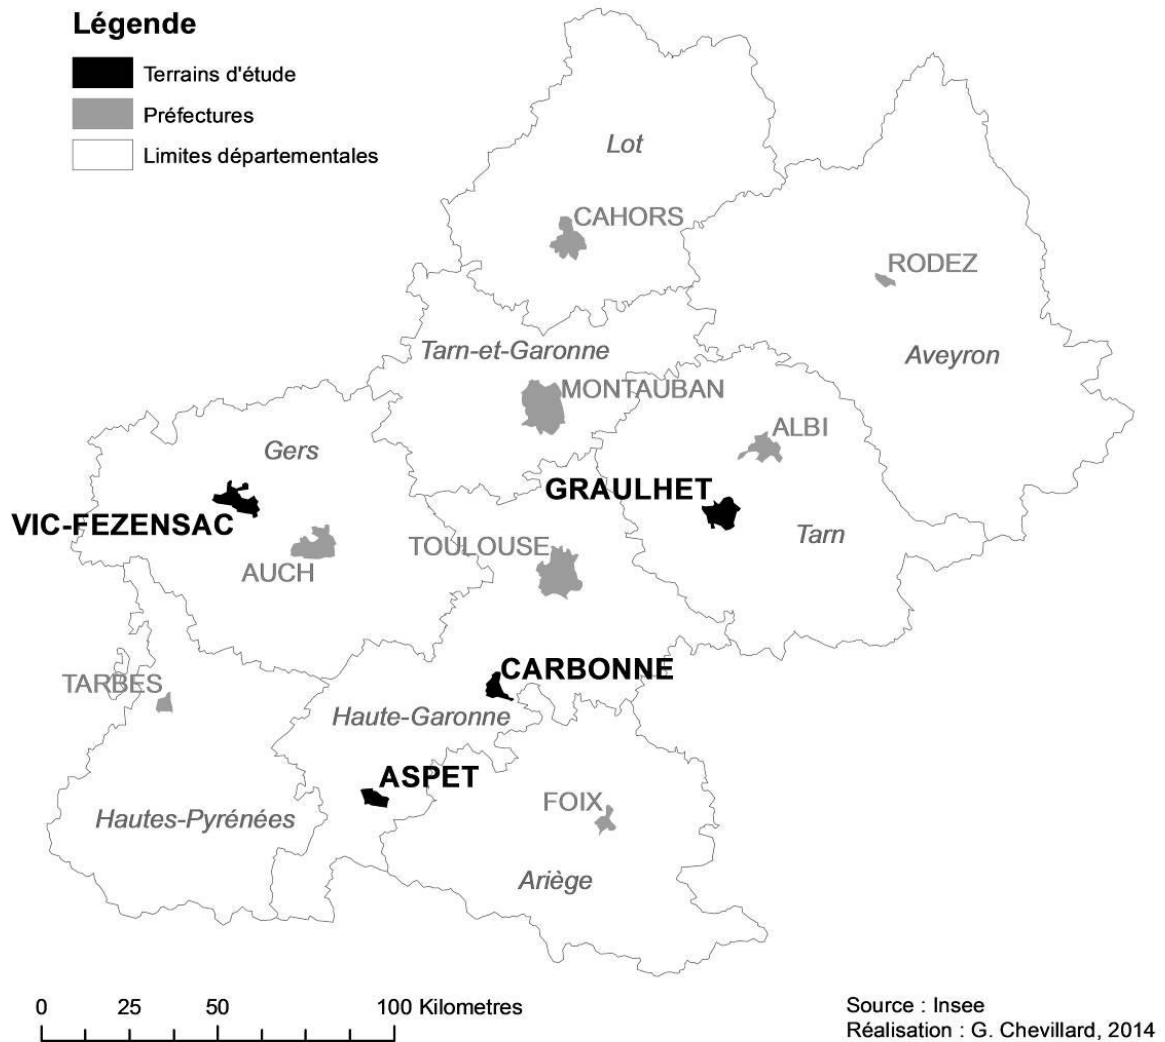 Légende
Terrains d'étude
Préfectures
Limites départementales
Lot
CAHORS
RODEZ
Tarn-et-Garonne
Aveyron
MONTAUBAN
ALBI
Gers
GRAULHET
VIC-FEZENSAC
Tarn
TOULOUSE
AUCH
CARBONNE
TARBES
Haute-Garonne
ASPET
FOIX
Hautes-Pyrénées
Ariège
0 25 50 100 Kilometres
Source : Insee
Réalisation : G. Chevillard, 2014